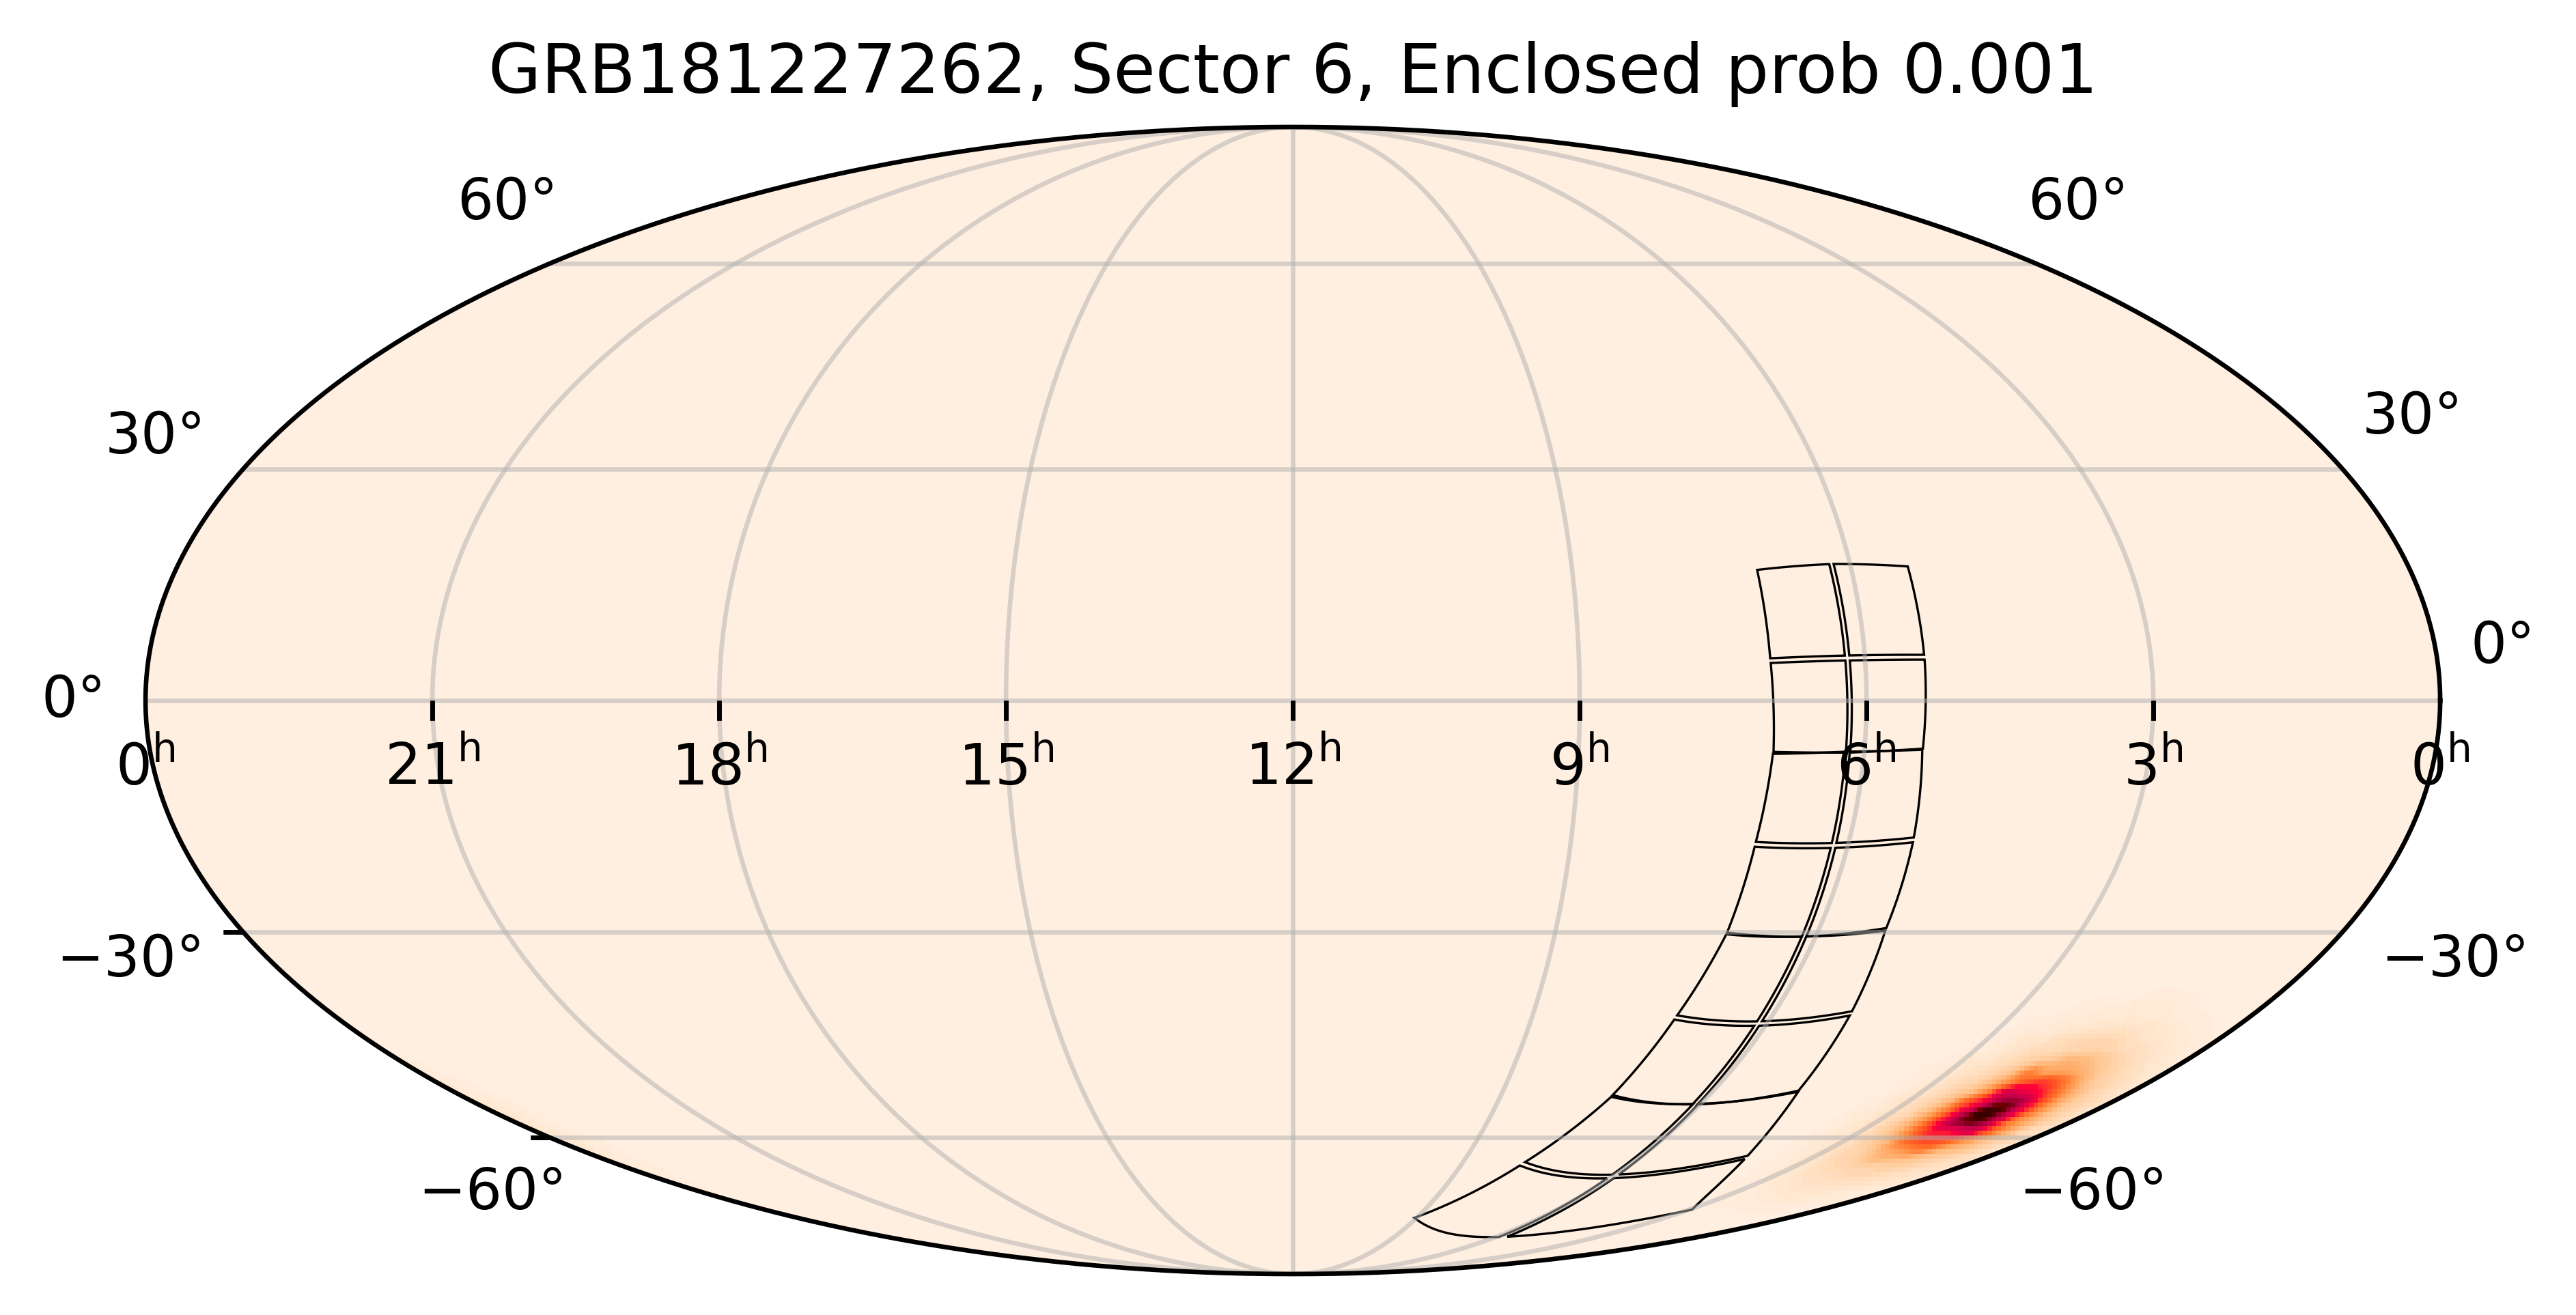 GRB181227262, Sector 6, Enclosed prob 0.001
60° 60°
30° 30°
0° 0°
0ʰ 21ʰ 18ʰ 15ʰ 12ʰ 9ʰ 6ʰ 3ʰ 0ʰ
−30° −30°
−60° −60°